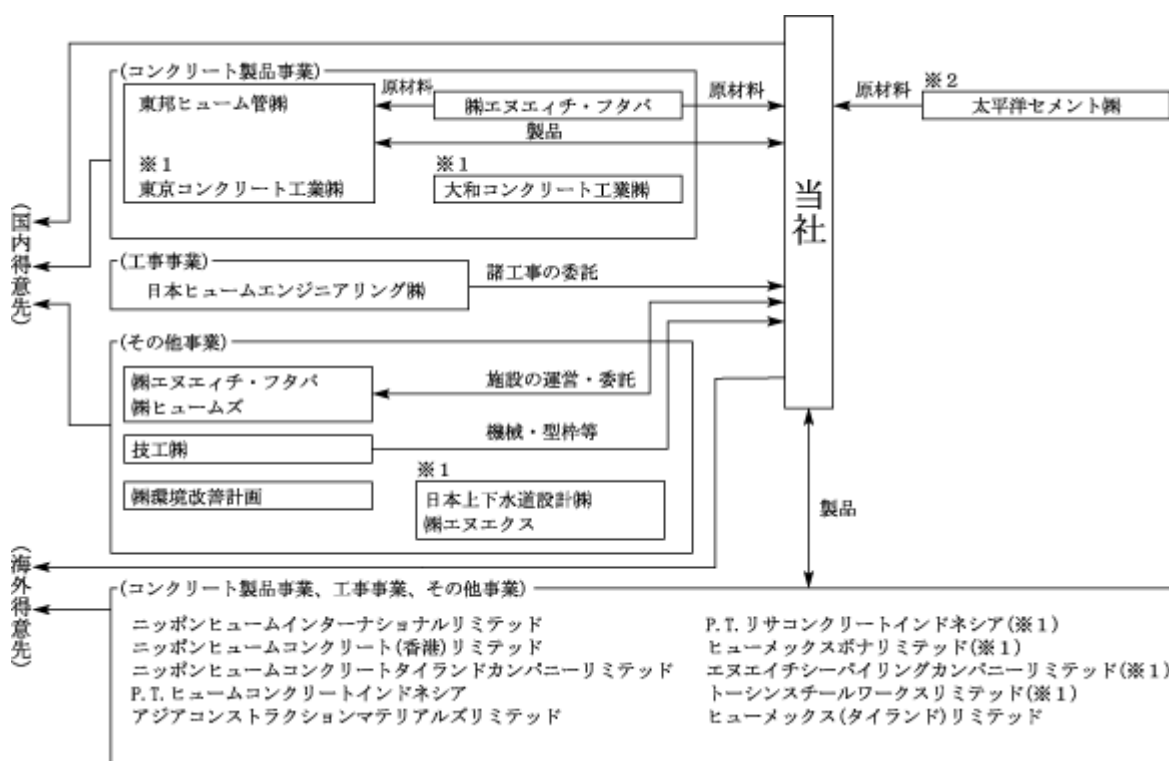 (コンクリート製品事業)
東邦ヒューム管㈱
※1
東京コンクリート工業㈱
原材料
㈱エヌエィチ・フタバ
原材料
製品
※1
大和コンクリート工業㈱
当社
原材料
※2
太平洋セメント㈱
(国内得意先)
(工事事業)
日本ヒュームエンジニアリング㈱
諸工事の委託
(その他事業)
㈱エヌエィチ・フタバ
㈱ヒュームズ
施設の運営・委託
技工㈱
機械・型枠等
㈱環境改善計画
※1
日本上下水道設計㈱
㈱エヌエクス
製品
(海外得意先)
(コンクリート製品事業、工事事業、その他事業)
ニッポンヒュームインターナショナルリミテッド
ニッポンヒュームコンクリート(香港)リミテッド
ニッポンヒュームコンクリートタイランドカンパニーリミテッド
P.T.ヒュームコンクリートインドネシア
アジアコンストラクションマテリアルズリミテッド
P.T.リサコンクリートインドネシア(※1)
ヒューメックスボナリミテッド(※1)
エヌエイチシーパイリングカンパニーリミテッド(※1)
トーシンスチールワークスリミテッド(※1)
ヒューメックス(タイランド)リミテッド